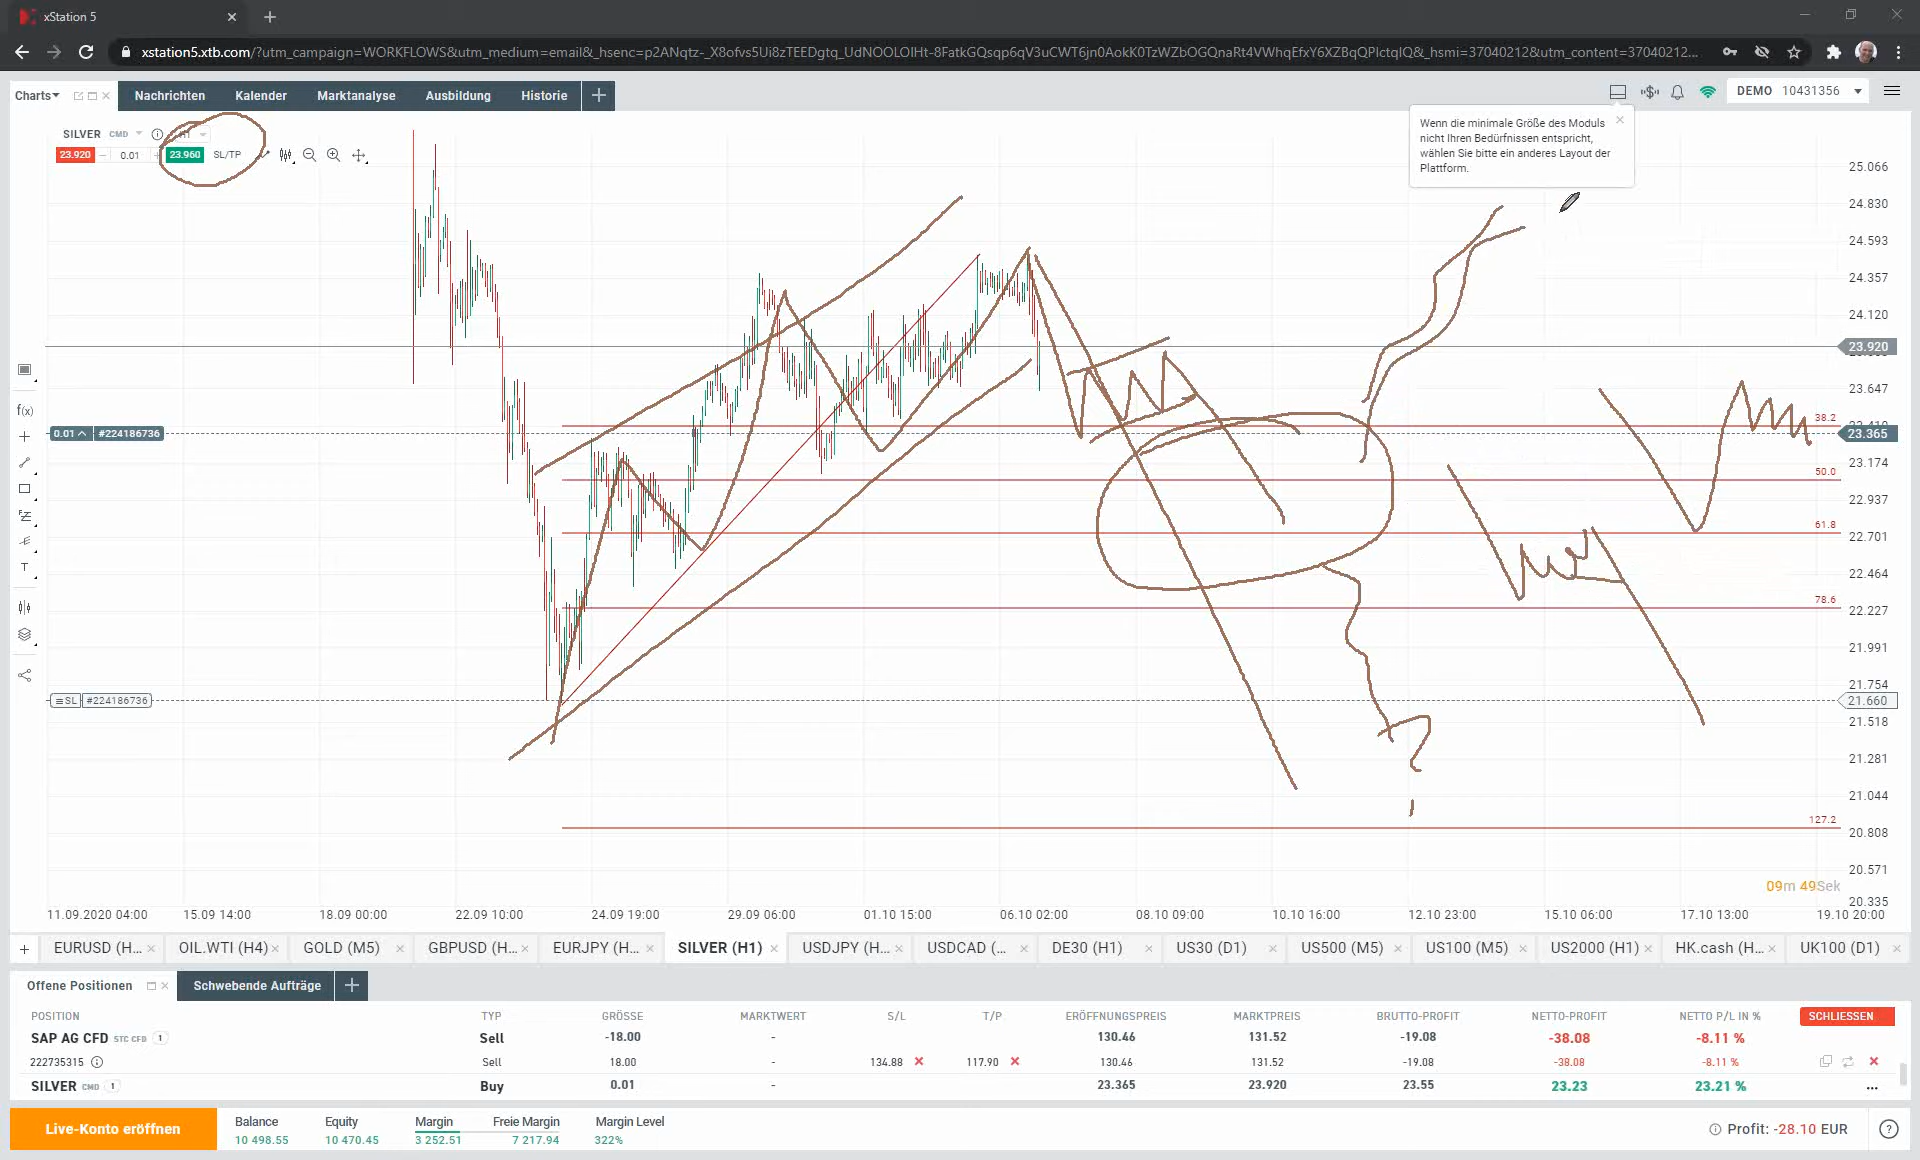 xStation 5
xstation5.xtb.com/?utm_campaign=WORKFLOWS&utm_medium=email&_hsenc=p2ANqtz-_X8ofvs5Ui8zTEEDgtq_UdNOOLOIHt-8FatkGQsqp6qV3uCWT6jn0AokK0TzWZbOGQnaRt4VWhqEfxY6XZBqQPlctqIQ&_hsmi=37040212&utm_content=37040212...
Charts Nachrichten Kalender Marktanalyse Ausbildung Historie DEMO 10431356
Wenn die minimale Größe des Moduls
nicht Ihren Bedürfnissen entspricht,
wählen Sie bitte ein anderes Layout der
Plattform.
SILVER CMD H1
23.920 0.01 23.960 SL/TP
25.066
24.830
24.593
24.357
24.120
23.920
23.647
38.2
0.01 #224186736 23.365
23.174
50.0
22.937
61.8
22.701
22.464
78.6
22.227
21.991
21.754
SL #224186736 21.660
21.518
21.281
21.044
127.2
20.808
20.571
09m 49Sek
20.335
11.09.2020 04:00 15.09 14:00 18.09 00:00 22.09 10:00 24.09 19:00 29.09 06:00 01.10 15:00 06.10 02:00 08.10 09:00 10.10 16:00 12.10 23:00 15.10 06:00 17.10 13:00 19.10 20:00
f(x)
T
?
EURUSD (H... OIL.WTI (H4) GOLD (M5) GBPUSD (H... EURJPY (H... SILVER (H1) USDJPY (H... USDCAD (... DE30 (H1) US30 (D1) US500 (M5) US100 (M5) US2000 (H1) HK.cash (H... UK100 (D1)
Offene Positionen Schwebende Aufträge
POSITION TYP GRÖSSE MARKTWERT S/L T/P ERÖFFNUNGSPREIS MARKTPREIS BRUTTO-PROFIT NETTO-PROFIT NETTO P/L IN % SCHLIESSEN
SAP AG CFD STC CFD 1 Sell -18.00 - 130.46 131.52 -19.08 -38.08 -8.11 %
222735315 Sell 18.00 - 134.88 117.90 130.46 131.52 -19.08 -38.08 -8.11 %
SILVER CMD 1 Buy 0.01 - 23.365 23.920 23.55 23.23 23.21 % ...
Live-Konto eröffnen Balance Equity Margin Freie Margin Margin Level
10 498.55 10 470.45 3 252.51 7 217.94 322% Profit: -28.10 EUR ?